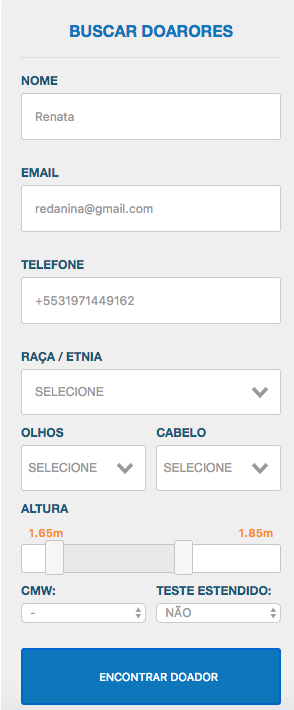 BUSCAR DOARORES
NOME
Renata
EMAIL
redanina@gmail.com
TELEFONE
+5531971449162
RAÇA / ETNIA
SELECIONE
OLHOS CABELO
SELECIONE SELECIONE
ALTURA
1.65m 1.85m
CMW: TESTE ESTENDIDO:
- NÃO
ENCONTRAR DOADOR